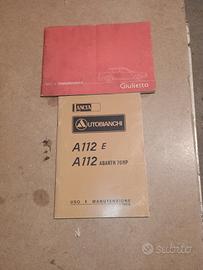 Giulietta
LANCIA
AUTOBIANCHI
A112 E
A112 ABARTH 70HP
USO E MANUTENZIONE
subito